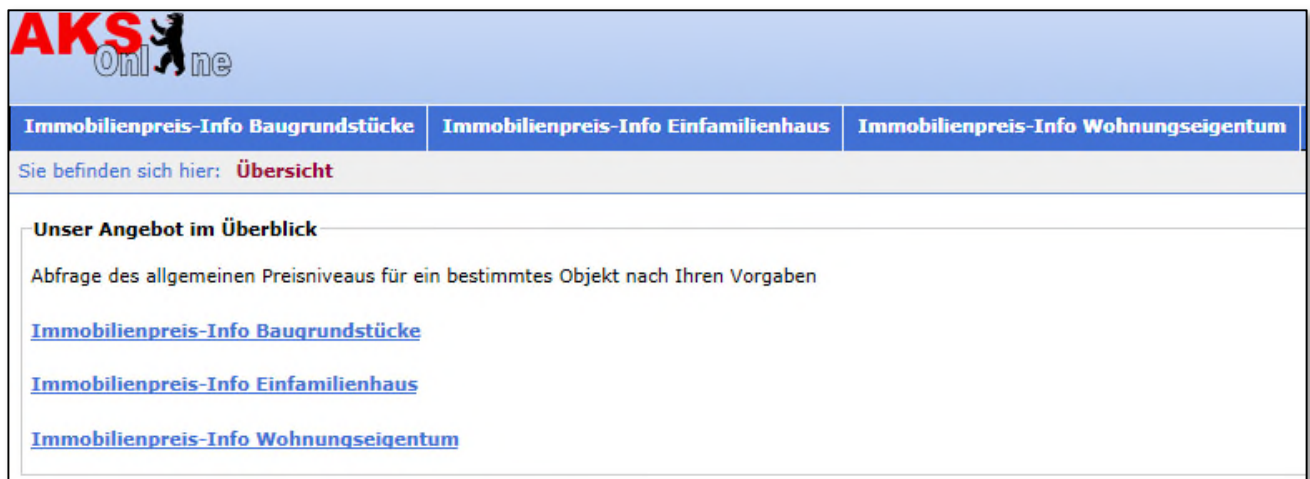 AKS
Online
Immobilienpreis-Info Baugrundstücke Immobilienpreis-Info Einfamilienhaus Immobilienpreis-Info Wohnungseigentum
Sie befinden sich hier: Übersicht
Unser Angebot im Überblick
Abfrage des allgemeinen Preisniveaus für ein bestimmtes Objekt nach Ihren Vorgaben
Immobilienpreis-Info Baugrundstücke
Immobilienpreis-Info Einfamilienhaus
Immobilienpreis-Info Wohnungseigentum